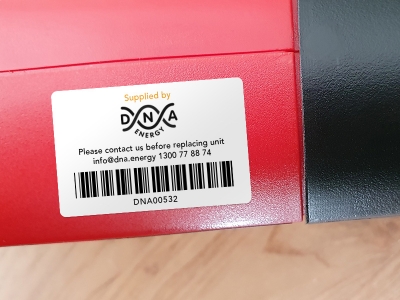 Supplied by
DNA
ENERGY
Please contact us before replacing unit
info@dna.energy 1300 77 88 74
DNA00532